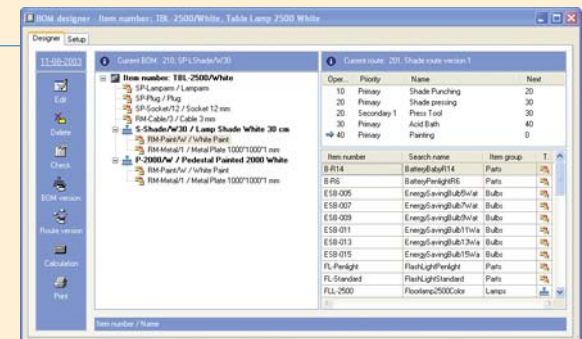 BOM designer - Item number: TBL-2500/White, Table Lamp 2500 White
Designer Setup
11-08-2003
Edit
Delete
Check
BOM version
Route version
Calculation
Print
Current BOM: 210, SP-LShade/W30
Item number: TBL-2500/White
SP-Lamparm / Lamparm
SP-Plug / Plug
SP-Socket/12 / Socket 12 mm
RM-Cable/3 / Cable 3 mm
S-Shade/W30 / Lamp Shade White 30 cm
RM-Paint/W / White Paint
RM-Metal/1 / Metal Plate 1000*1000*1 mm
P-2000/W / Pedestal Painted 2000 White
RM-Paint/W / White Paint
RM-Metal/1 / Metal Plate 1000*1000*1 mm
Current route: 201, Shade route version 1
Oper... Priority Name Next
10 Primary Shade Punching 20
20 Primary Shade pressing 30
20 Secondary 1 Press Tool 30
30 Primary Acid Bath 40
40 Primary Painting 0
Item number Search name Item group T.
B-R14 BatteryBabyR14 Parts
B-R6 BatteryPenlightR6 Parts
ESB-005 EnergySavingBulb5Wat Bulbs
ESB-007 EnergySavingBulb7Wat Bulbs
ESB-009 EnergySavingBulb9Wat Bulbs
ESB-011 EnergySavingBulb11Wa Bulbs
ESB-013 EnergySavingBulb13Wa Bulbs
ESB-015 EnergySavingBulb15Wa Bulbs
FL-Penlight FlashLightPenlight Parts
FL-Standard FlashLightStandard Parts
FLL-2500 Floorlamp2500Color Lamps
Item number / Name